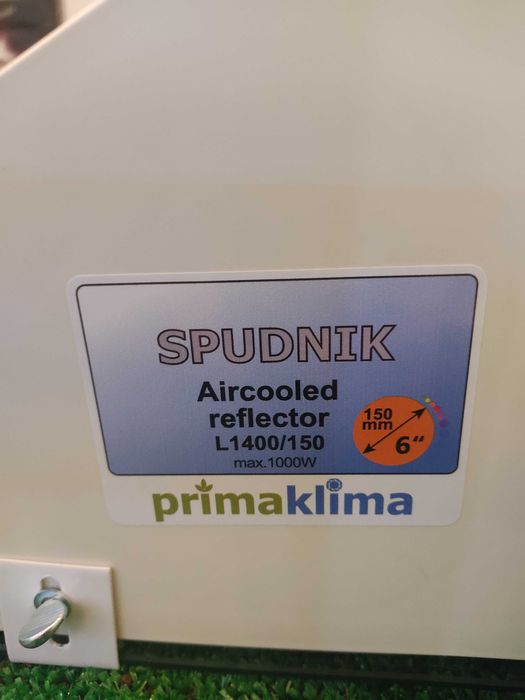 SPUDNIK
Aircooled
reflector
L1400/150
max.1000W
150
mm
6"
primaklima